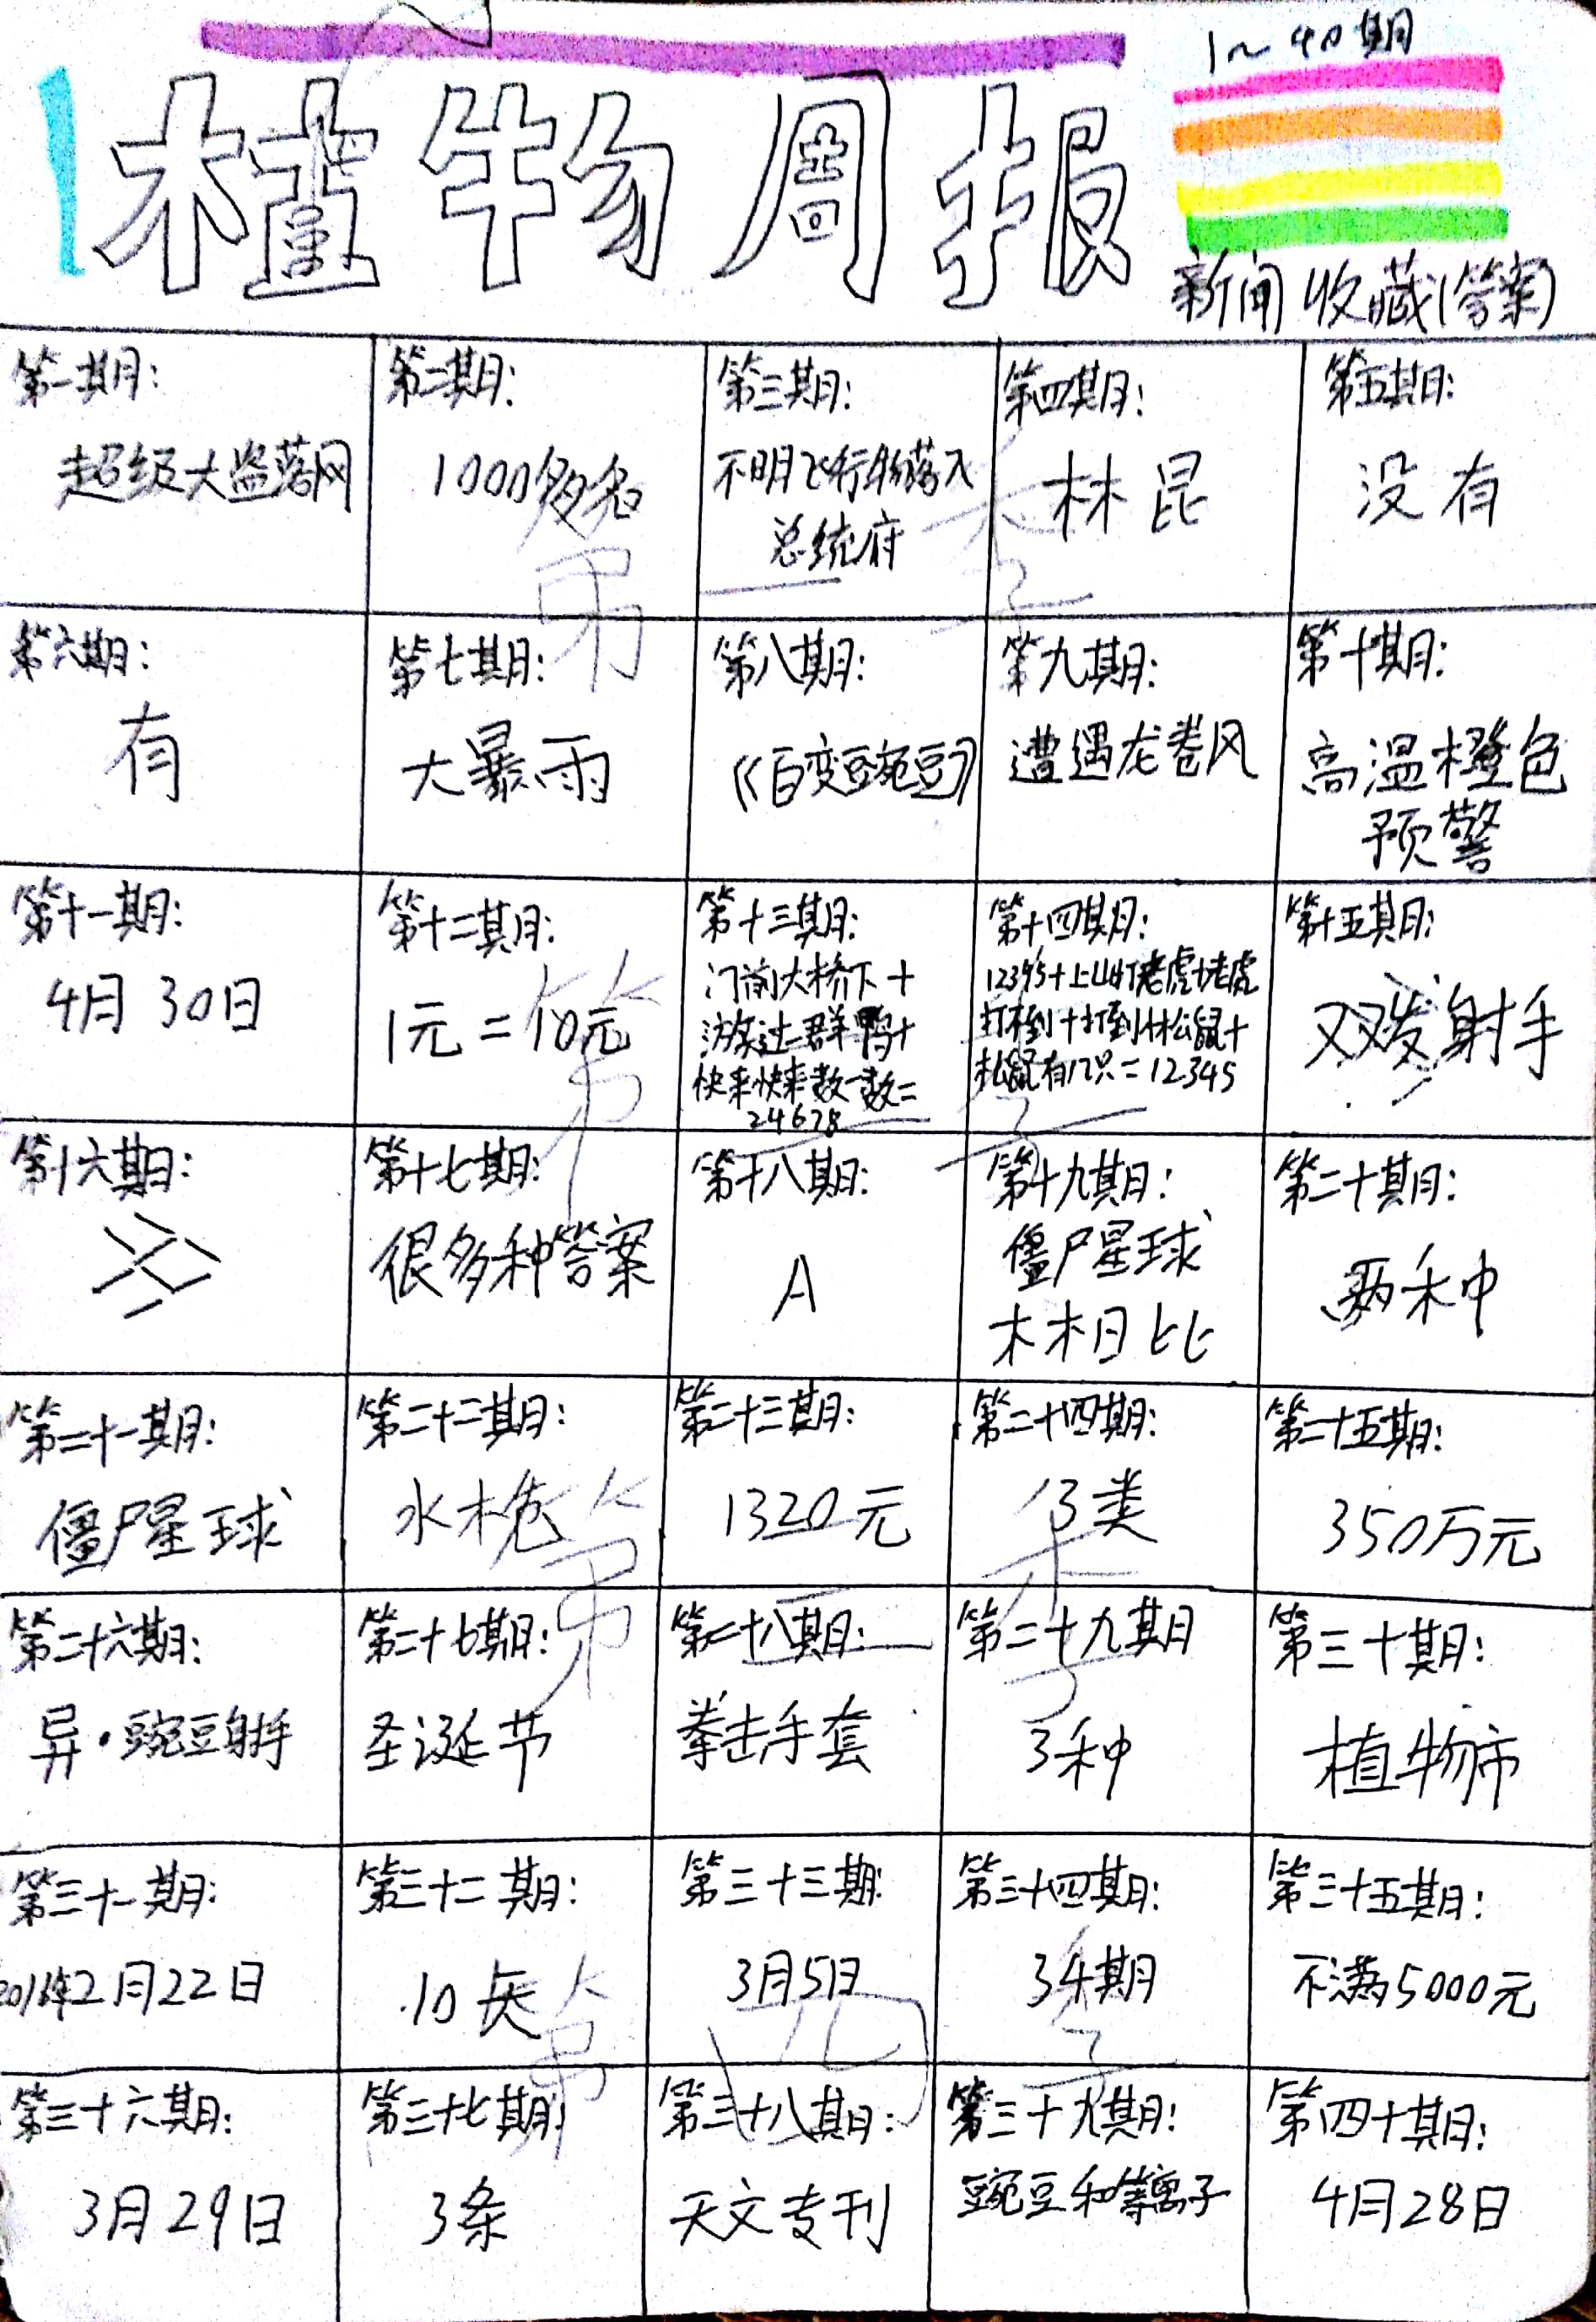 1~40期
植物周报
新闻收藏(答案)
第一期:
超级大盗落网
第二期:
1000多名
第三期:
不明飞行物落入
总统府
第四期:
林昆
第五期:
没有
第六期:
有
第七期:
大暴雨
第八期:
《百变豌豆》
第九期:
遭遇龙卷风
第十期:
高温橙色
预警
第十一期:
4月30日
第十二期:
1元=10元
第十三期:
门前大桥下+
游来过一群鸭+
快来快来数一数=
24678
第十四期:
12345+上山打老虎+老虎
打不到+打到小松鼠+
松鼠有几只=12345
第十五期:
双发射手
第十六期:
第十七期:
很多种答案
第十八期:
A
第十九期:
僵尸星球
木木日比
第二十期:
两种
第二十一期:
僵尸星球
第二十二期:
水枪
第二十三期:
1320元
第二十四期:
13类
第二十五期:
350万元
第二十六期:
异·豌豆射手
第二十七期:
圣诞节
第二十八期:
拳击手套
第二十九期
3种
第三十期:
植物市
第三十一期:
2月22日
第三十二期:
10天
第三十三期:
3月5日
第三十四期:
34期
第三十五期:
不满5000元
第三十六期:
3月29日
第三十七期:
3条
第三十八期:
天文专刊
第三十九期:
豌豆和等离子
第四十期:
4月28日